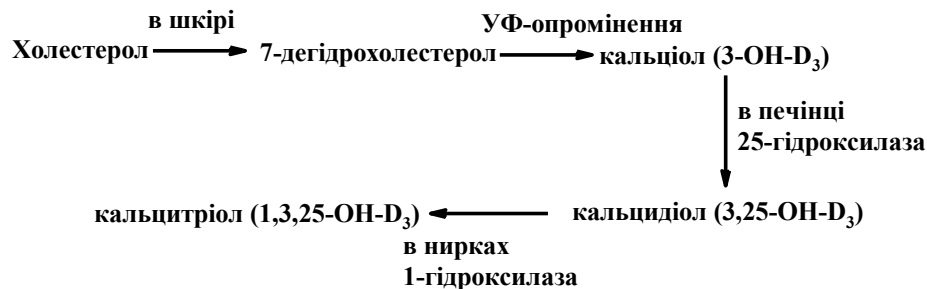 в шкірі
УФ-опромінення
Холестерол 7-дегідрохолестерол кальціол (3-OH-D₃)
в печінці
25-гідроксилаза
кальцитріол (1,3,25-OH-D₃) кальцидіол (3,25-OH-D₃)
в нирках
1-гідроксилаза